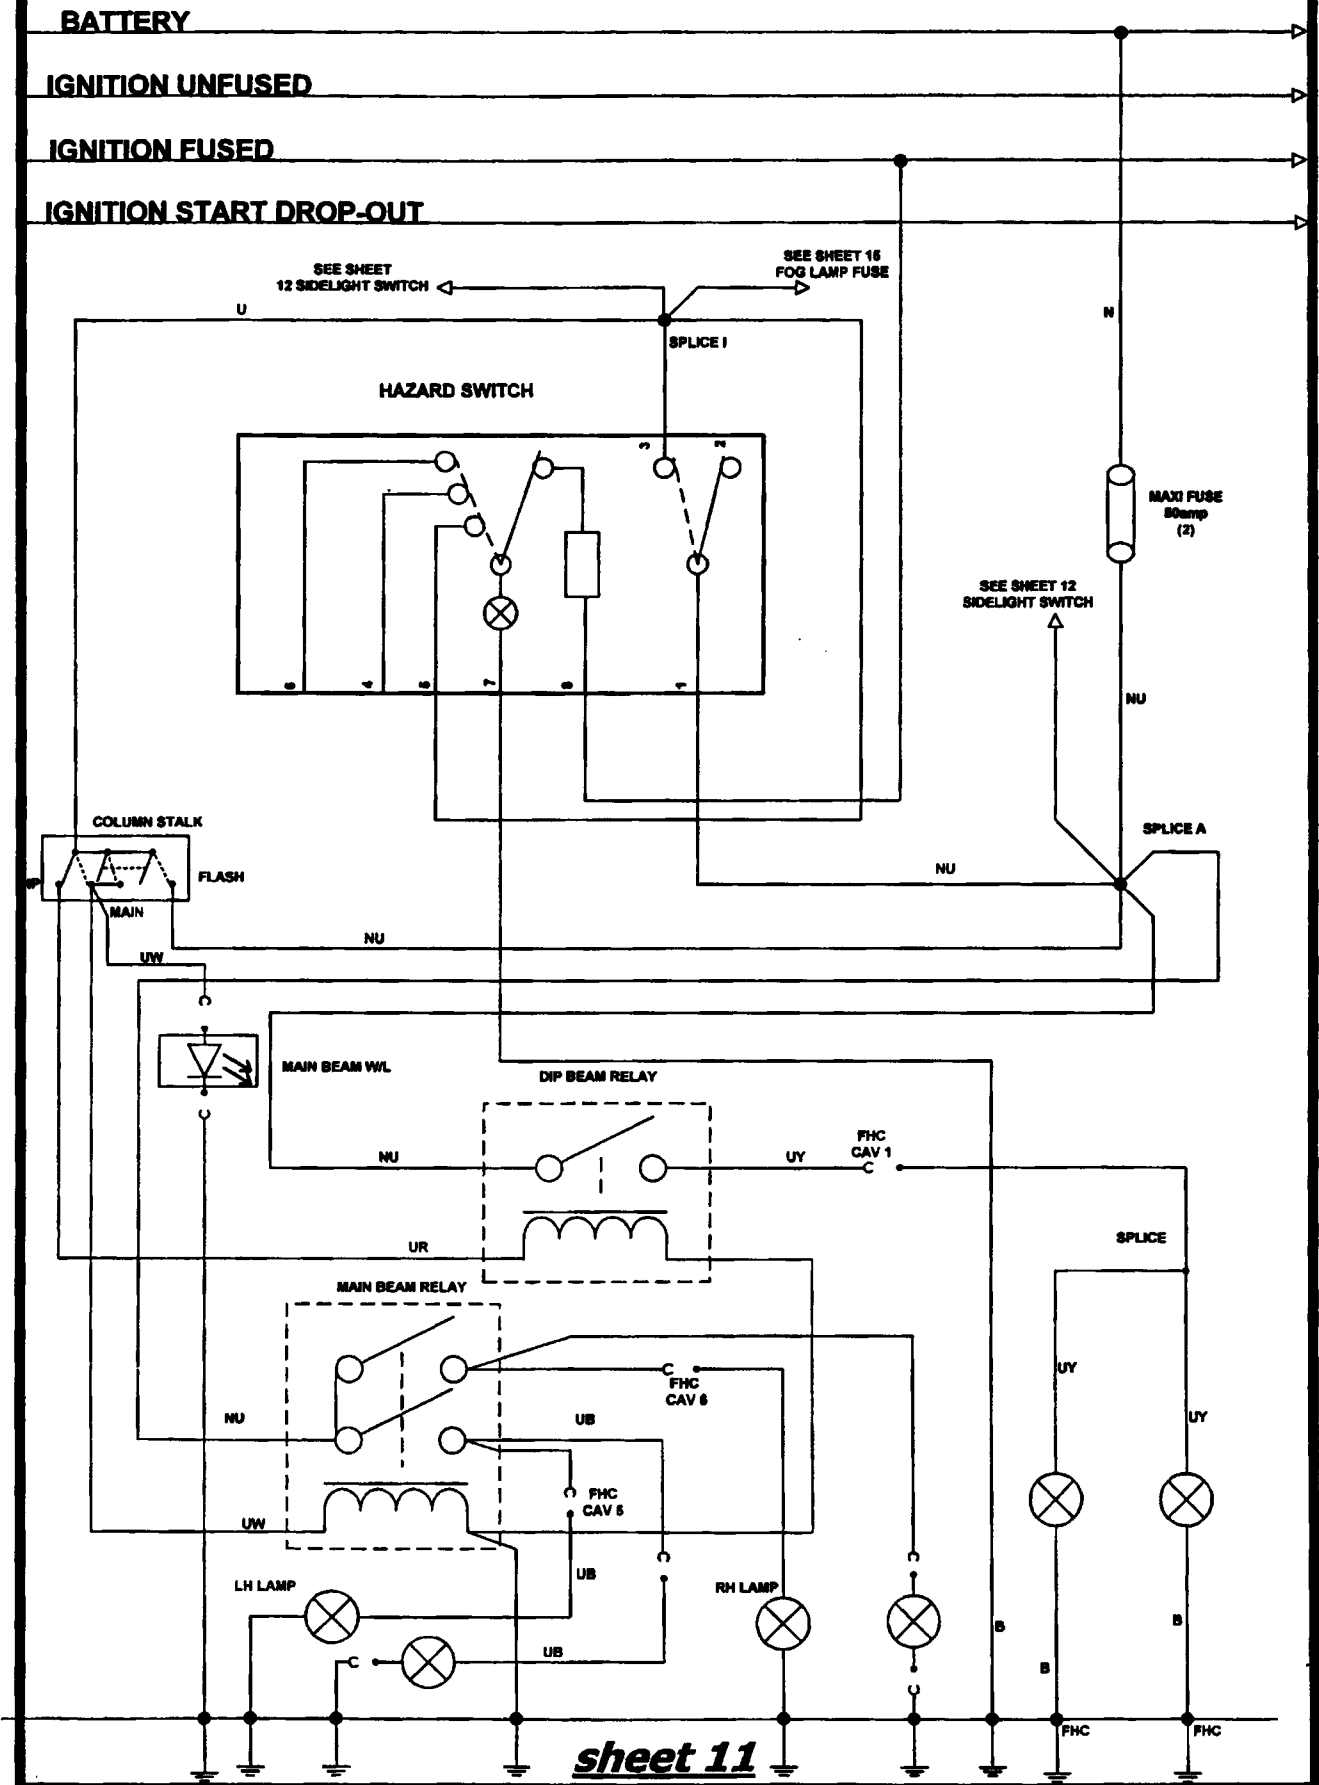 BATTERY
IGNITION UNFUSED
IGNITION FUSED
IGNITION START DROP-OUT
SEE SHEET
12 SIDELIGHT SWITCH
SEE SHEET 15
FOG LAMP FUSE
U
N
SPLICE I
HAZARD SWITCH
3
2
MAXI FUSE
(2)
SEE SHEET 12
SIDELIGHT SWITCH
6
4
5
7
8
1
NU
COLUMN STALK
SPLICE A
FLASH
NU
MAIN
NU
UW
MAIN BEAM W/L
DIP BEAM RELAY
FHC
CAV 1
NU
UY
SPLICE
UR
MAIN BEAM RELAY
UY
FHC
CAV 6
NU
UB
UY
FHC
CAV 5
UW
UB
LH LAMP
RH LAMP
B
B
UB
B
FHC
FHC
sheet 11